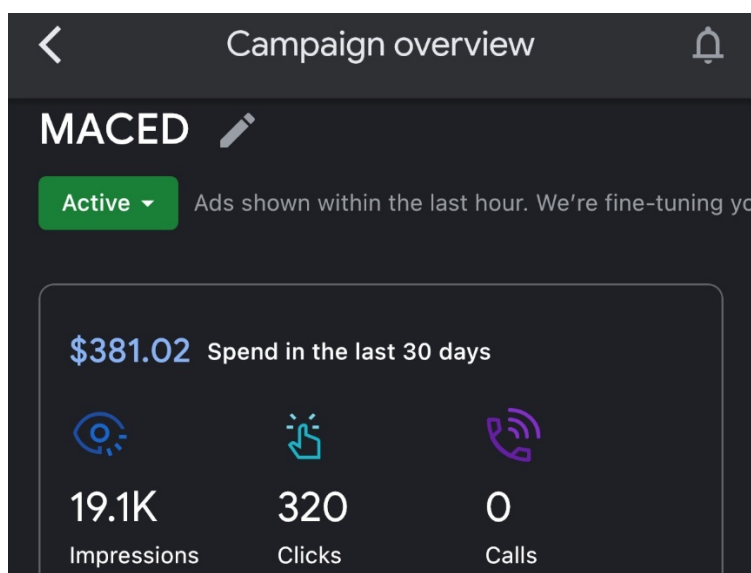 Campaign overview
MACED
Active Ads shown within the last hour. We're fine-tuning yo
$381.02 Spend in the last 30 days
19.1K 320 0
Impressions Clicks Calls